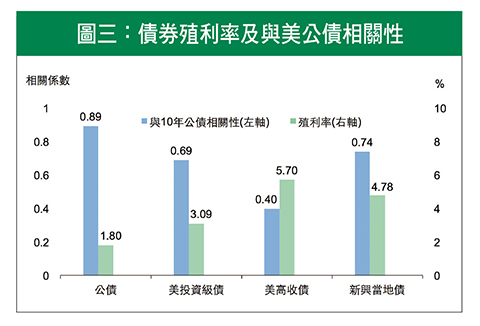 圖三：債券殖利率及與美公債相關性
相關係數
%
與10年公債相關性(左軸)
殖利率(右軸)
1
0.8
0.6
0.4
0.2
0
10
8
6
4
2
0
0.89
1.80
0.69
3.09
0.40
5.70
0.74
4.78
公債
美投資級債
美高收債
新興當地債